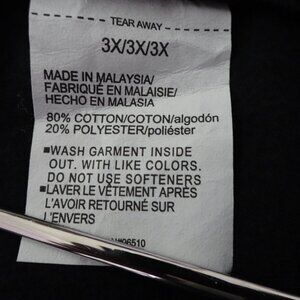 TEAR AWAY
3X/3X/3X
MADE IN MALAYSIA/
FABRIQUÉ EN MALAISIE/
HECHO EN MALASIA
80% COTTON/COTON/algodón
20% POLYESTER/poliéster
▪WASH GARMENT INSIDE
OUT. WITH LIKE COLORS.
DO NOT USE SOFTENERS
▪LAVER LE VÊTEMENT APRÈS
L'AVOIR RETOURNÉ SUR
L'ENVERS
#06510